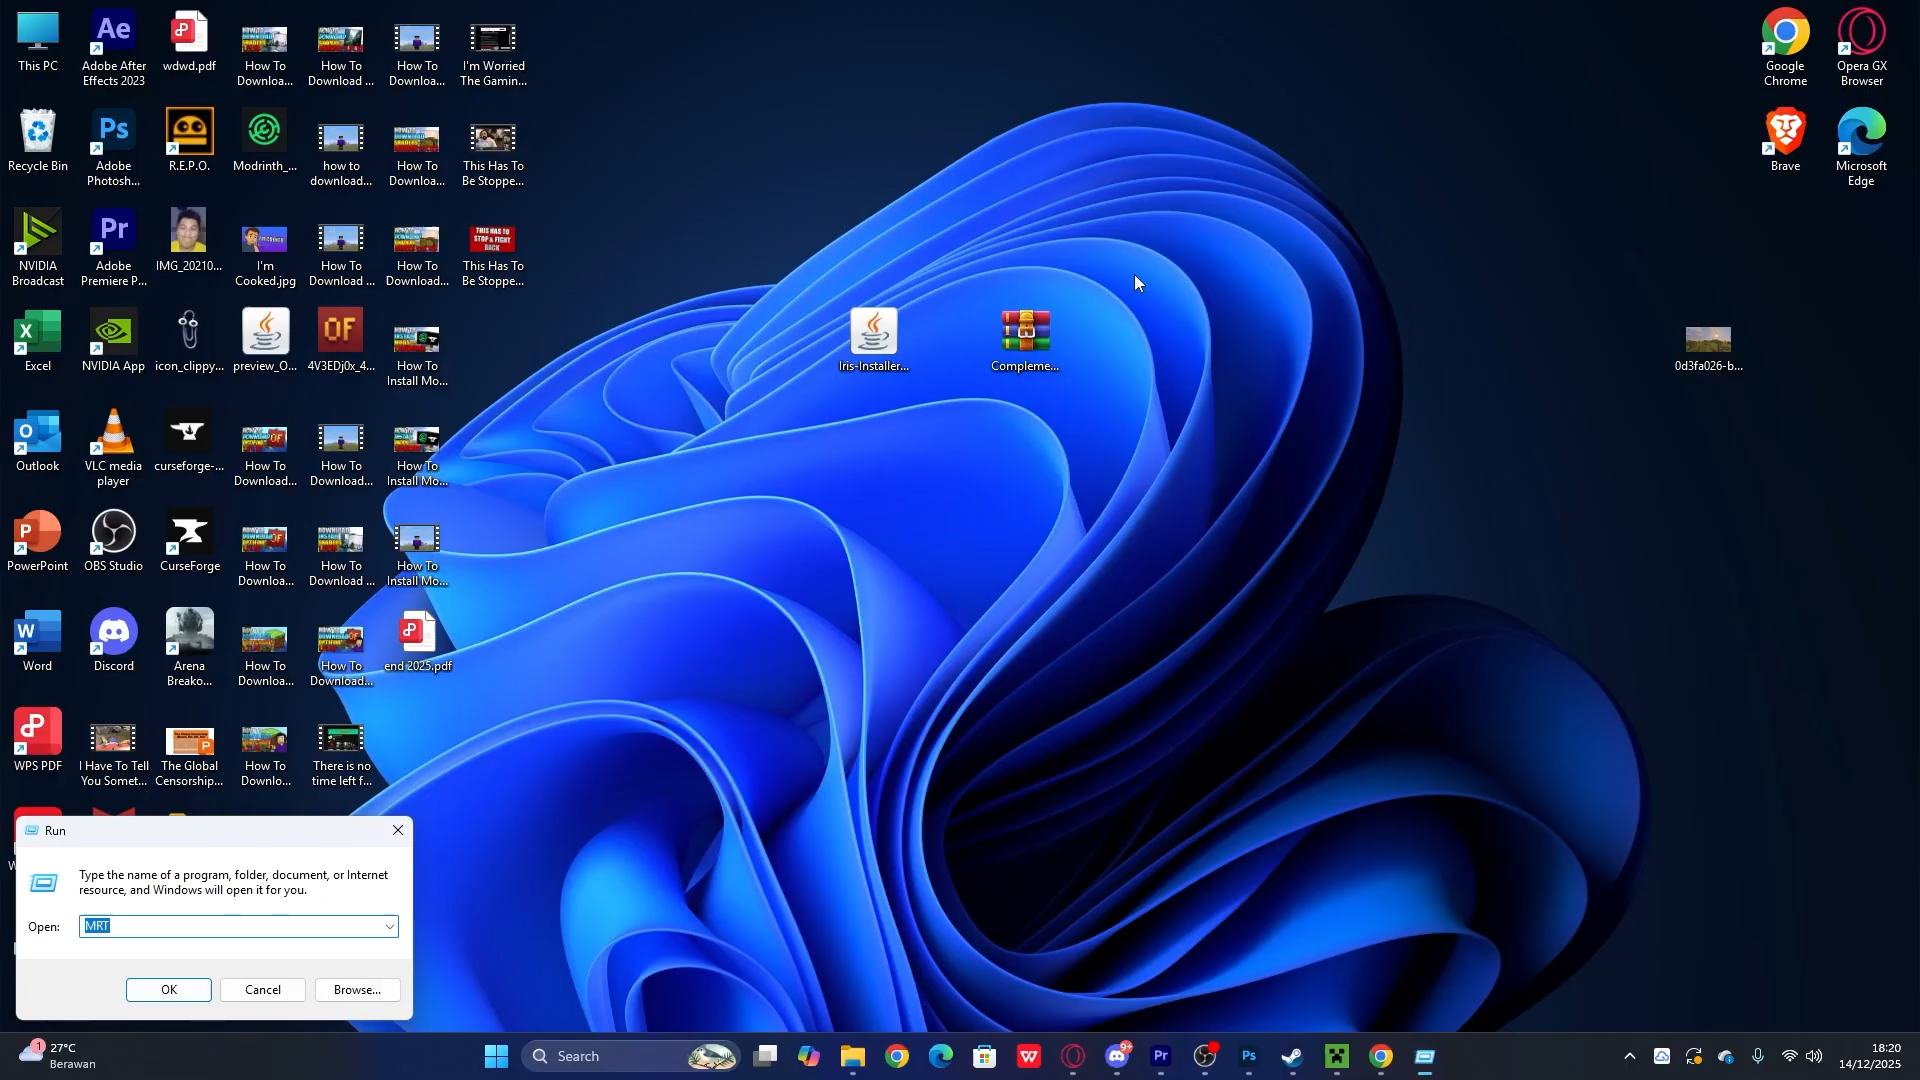 This PC
Adobe After
Effects 2023
wdwd.pdf
How To
Downloa...
How To
Download ...
How To
Downloa...
I'm Worried
The Gamin...
Google
Chrome
Opera GX
Browser
Recycle Bin
Adobe
Photosh...
R.E.P.O.
Modrinth_...
how to
download...
How To
Downloa...
This Has To
Be Stoppe...
Brave
Microsoft
Edge
NVIDIA
Broadcast
Adobe
Premiere P...
IMG_20210...
I'm
Cooked.jpg
How To
Download ...
How To
Download...
THIS HAS TO
STOP & FIGHT
BACK
This Has To
Be Stoppe...
Excel
NVIDIA App
icon_clippy...
preview_O...
4V3EDj0x_4...
How To
Install Mo...
Iris-Installer...
Compleme...
0d3fa026-b...
Outlook
VLC media
player
curseforge-...
How To
Download...
How To
Download...
How To
Install Mo...
PowerPoint
OBS Studio
CurseForge
How To
Downloa...
How To
Download ...
How To
Install Mo...
Word
Discord
Arena
Breako...
How To
Downloa...
How To
Download...
end 2025.pdf
WPS PDF
I Have To Tell
You Somet...
The Global
Censorship...
How To
Downlo...
There is no
time left f...
Run
Type the name of a program, folder, document, or Internet
resource, and Windows will open it for you.
Open:
MRT
OK
Cancel
Browse...
27°C
Berawan
Search
18:20
14/12/2025